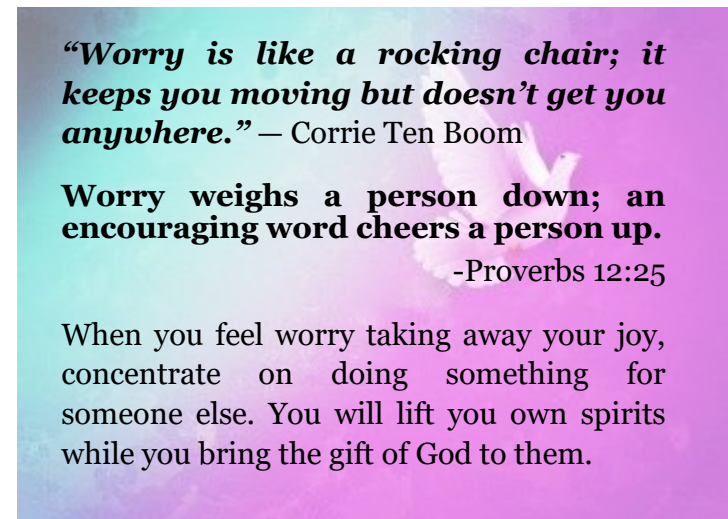 “Worry is like a rocking chair; it
keeps you moving but doesn’t get you
anywhere.” — Corrie Ten Boom
Worry weighs a person down; an
encouraging word cheers a person up.
-Proverbs 12:25
When you feel worry taking away your joy,
concentrate on doing something for
someone else. You will lift you own spirits
while you bring the gift of God to them.